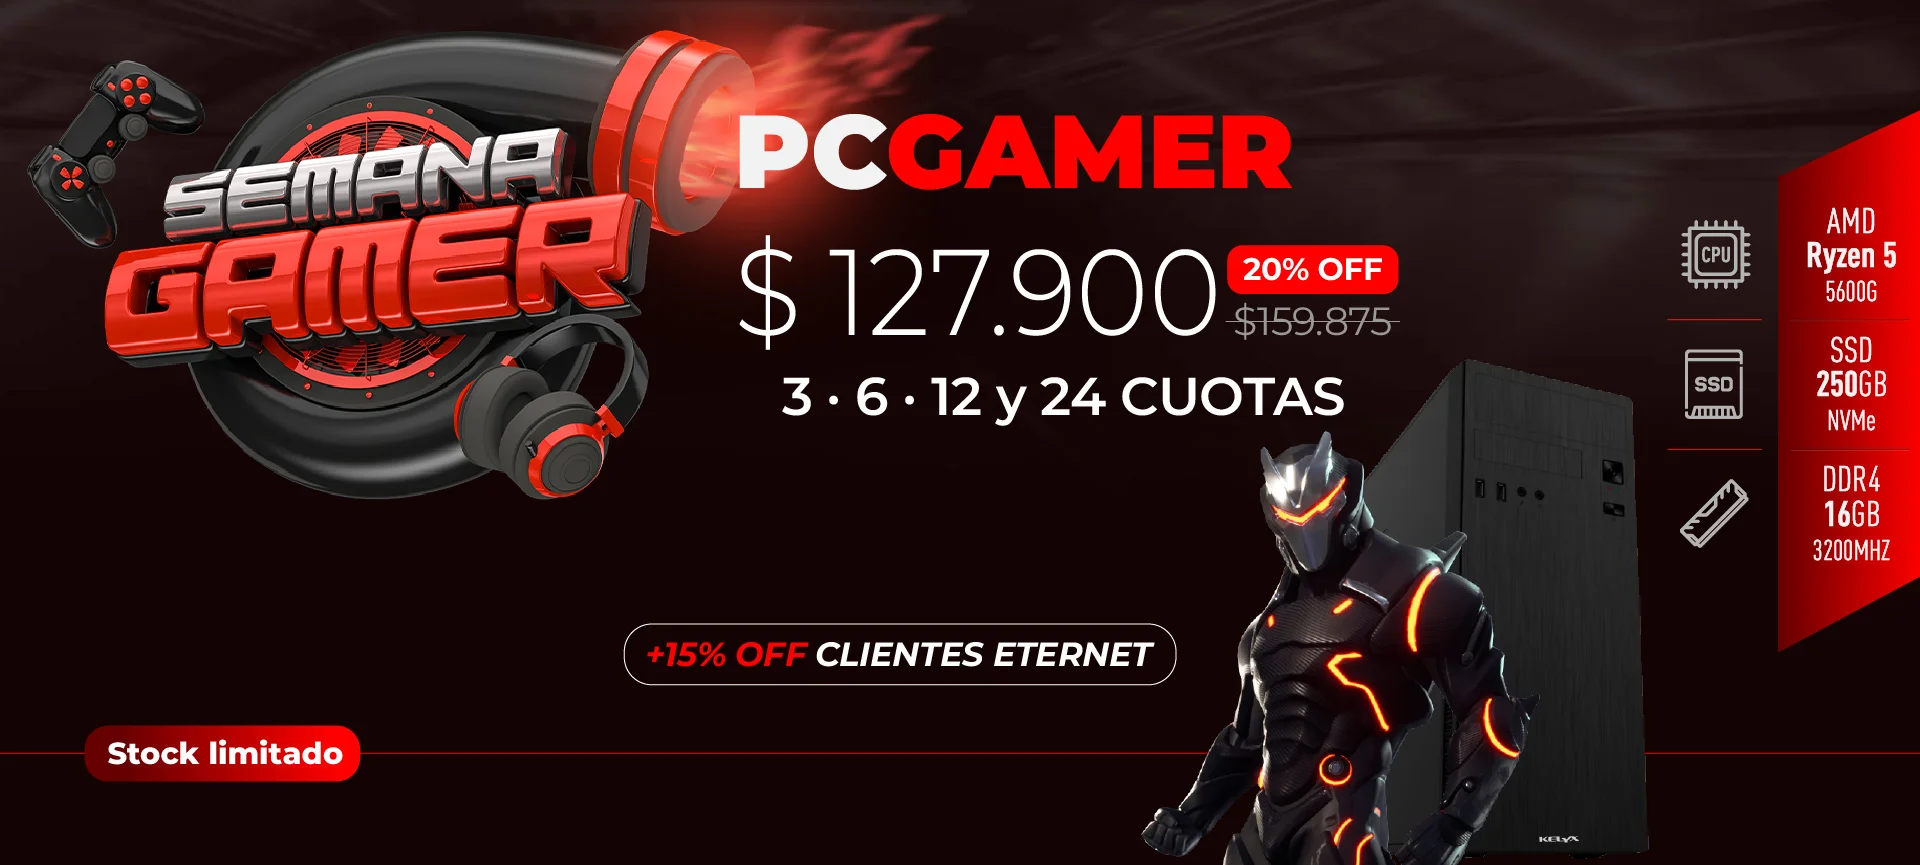 SEMANA
GAMER
PCGAMER
$ 127.900
20% OFF
$159.875
3 · 6 · 12 y 24 CUOTAS
+15% OFF CLIENTES ETERNET
Stock limitado
CPU
AMD
Ryzen 5
5600G
SSD
SSD
250GB
NVMe
DDR4
16GB
3200MHZ
KELYX